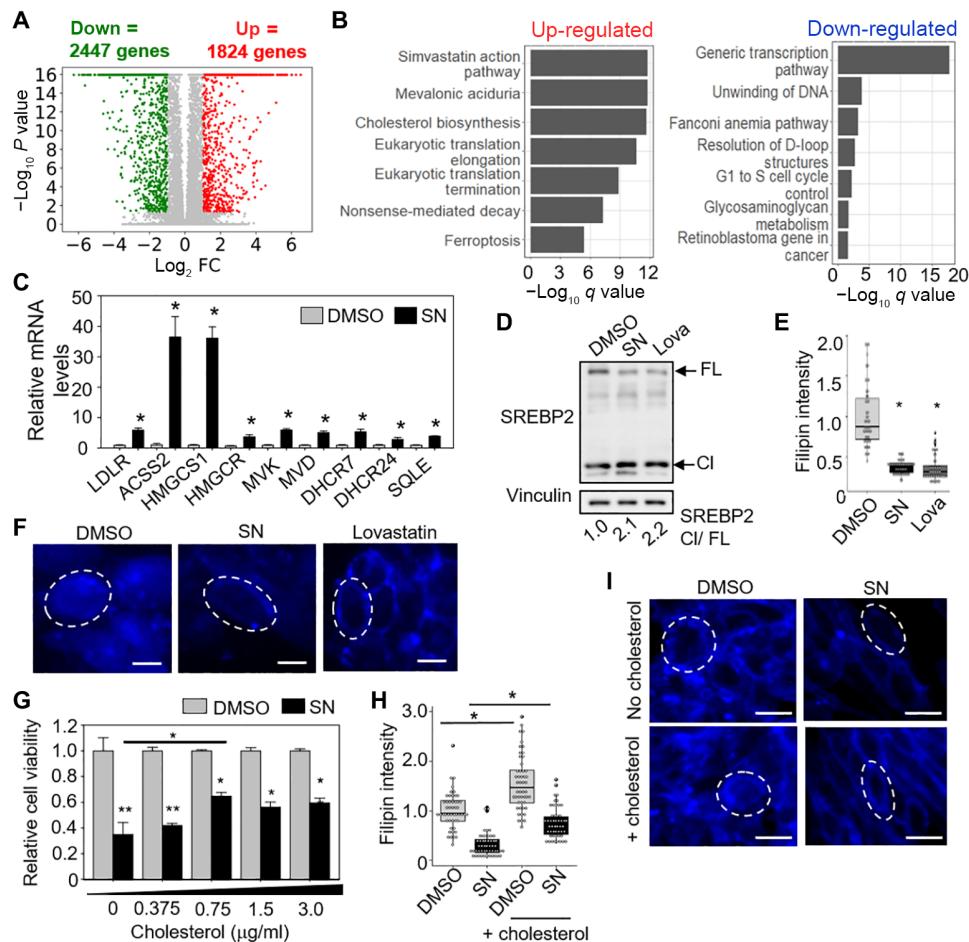 A
Down =
2447 genes
Up =
1824 genes
−Log10 P value
16
14
12
10
8
6
4
2
0
−6 −4 −2 0 2 4 6
Log2 FC
B
Up-regulated
Simvastatin action
pathway
Mevalonic aciduria
Cholesterol biosynthesis
Eukaryotic translation
elongation
Eukaryotic translation
termination
Nonsense-mediated decay
Ferroptosis
0 −3 −6 −9 12
−Log10 q value
Down-regulated
Generic transcription
pathway
Unwinding of DNA
Fanconi anemia pathway
Resolution of D-loop
structures
G1 to S cell cycle
control
Glycosaminoglycan
metabolism
Retinoblastoma gene in
cancer
0 −5 −10 −15 20
−Log10 q value
C
Relative mRNA
levels
50
40
30
20
10
0
DMSO SN
* * * * * * * * *
LDLR
ACSS2
HMGCS1
HMGCR
MVK
MVD
DHCR7
DHCR24
SQLE
D
DMSO
SN
Lova
SREBP2
FL
Cl
Vinculin
1.0 2.1 2.2
SREBP2
Cl/ FL
E
Filipin intensity
2.0
1.0
1.0
0.5
* *
DMSO
SN
Lova
F
DMSO SN Lovastatin
G
DMSO SN
Relative cell viability
1.2
1.0
0.8
0.6
0.4
0.2
0
*
** ** * * *
0 0.375 0.75 1.5 3.0
Cholesterol (μg/ml)
H
Filipin intensity
3.0
2.0
1.0
0.0
*
*
DMSO
SN
DMSO
SN
+ cholesterol
I
DMSO SN
No cholesterol
+ cholesterol